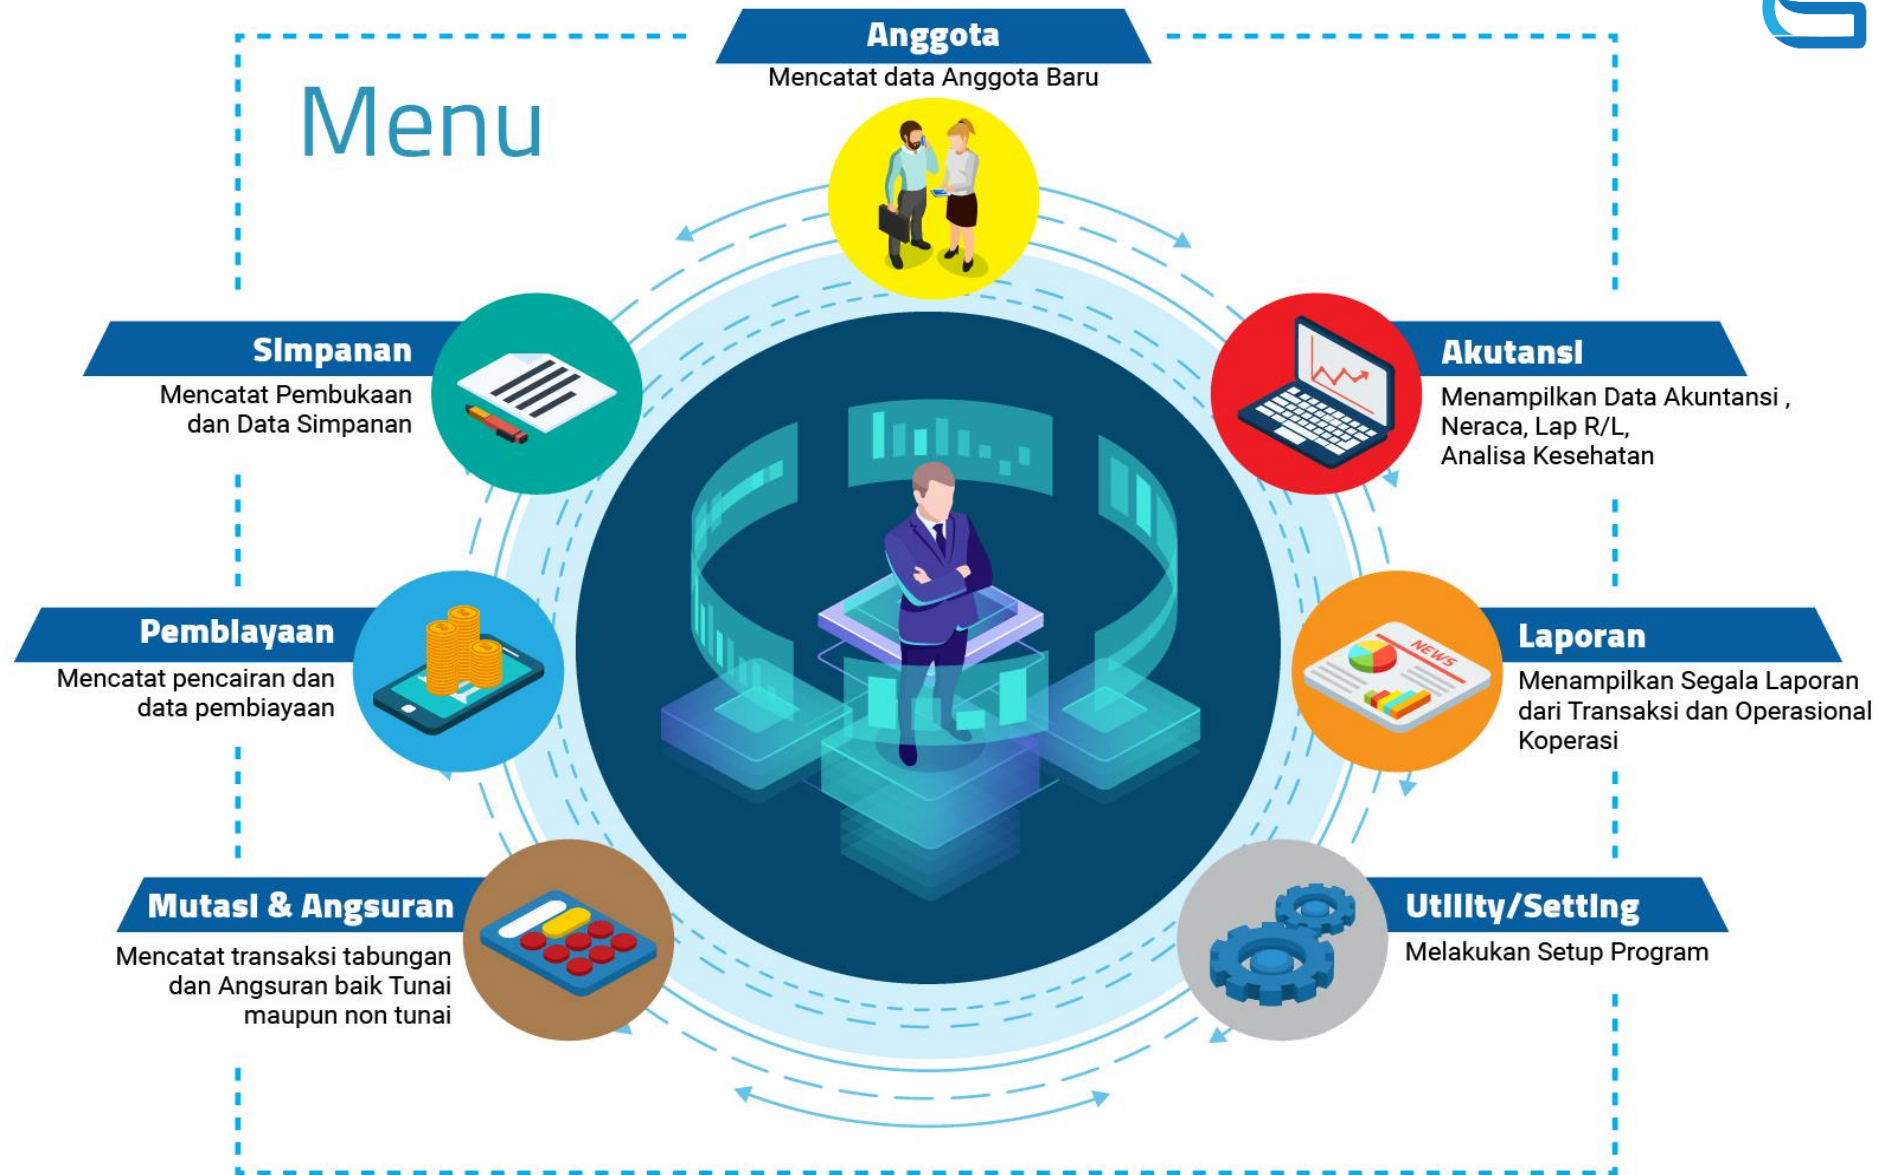 Anggota
Mencatat data Anggota Baru
Menu
Simpanan
Mencatat Pembukaan
dan Data Simpanan
Akutansi
Menampilkan Data Akuntansi ,
Neraca, Lap R/L,
Analisa Kesehatan
Pembiayaan
Mencatat pencairan dan
data pembiayaan
NEWS
Laporan
Menampilkan Segala Laporan
dari Transaksi dan Operasional
Koperasi
Mutasi & Angsuran
Mencatat transaksi tabungan
dan Angsuran baik Tunai
maupun non tunai
Utility/Setting
Melakukan Setup Program